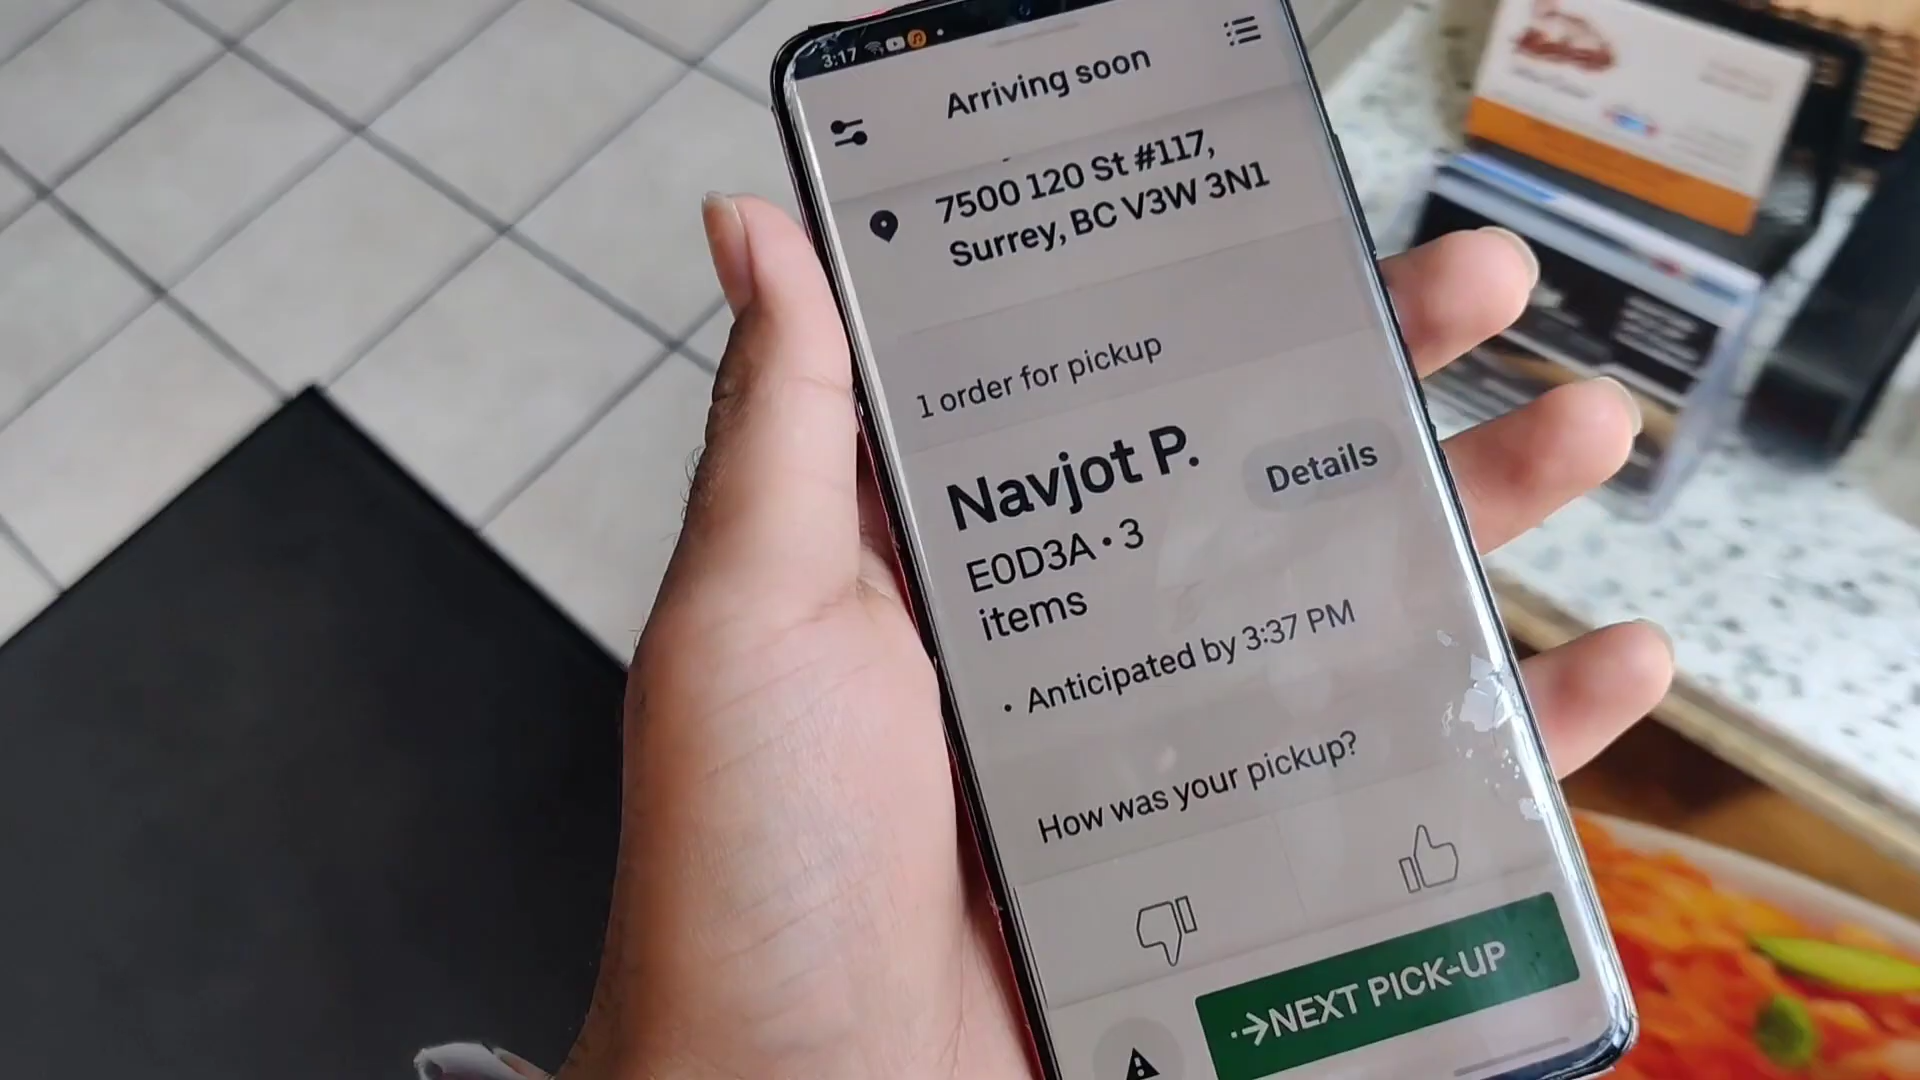 3:17
Arriving soon
7500 120 St #117,
Surrey, BC V3W 3N1
1 order for pickup
Navjot P.
Details
E0D3A • 3
items
• Anticipated by 3:37 PM
How was your pickup?
NEXT PICK-UP